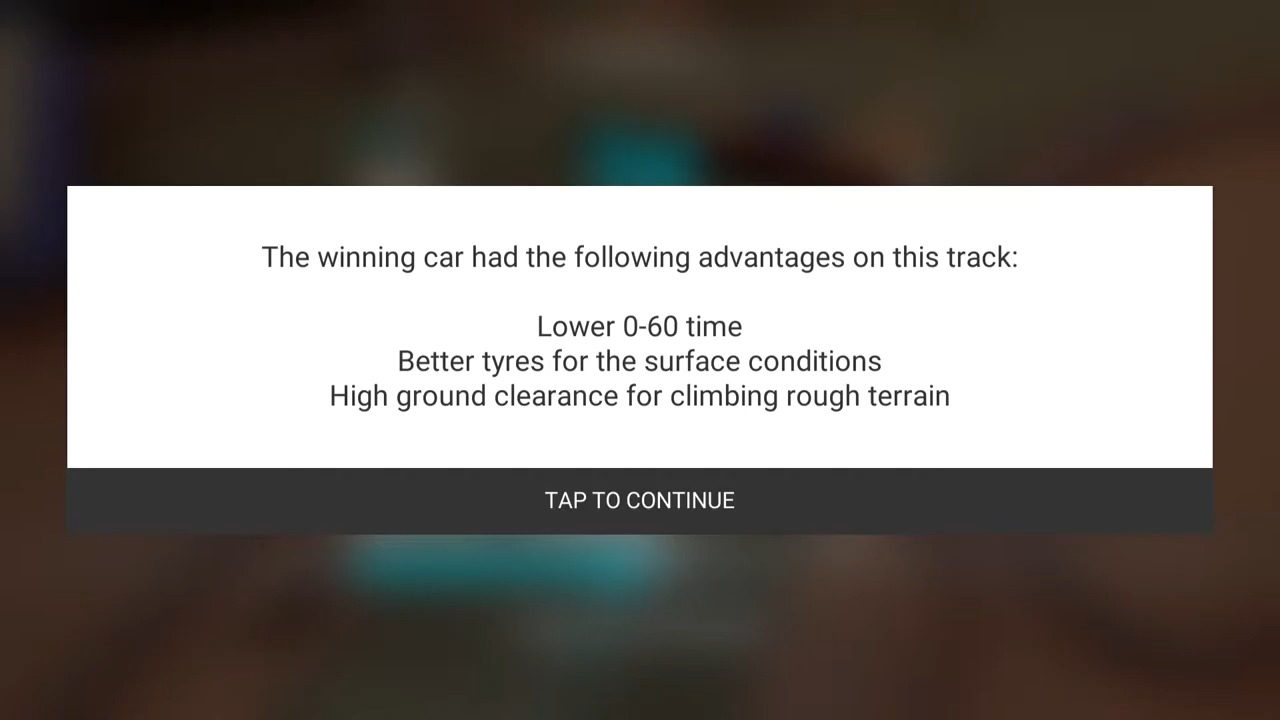 The winning car had the following advantages on this track:
Lower 0-60 time
Better tyres for the surface conditions
High ground clearance for climbing rough terrain
TAP TO CONTINUE